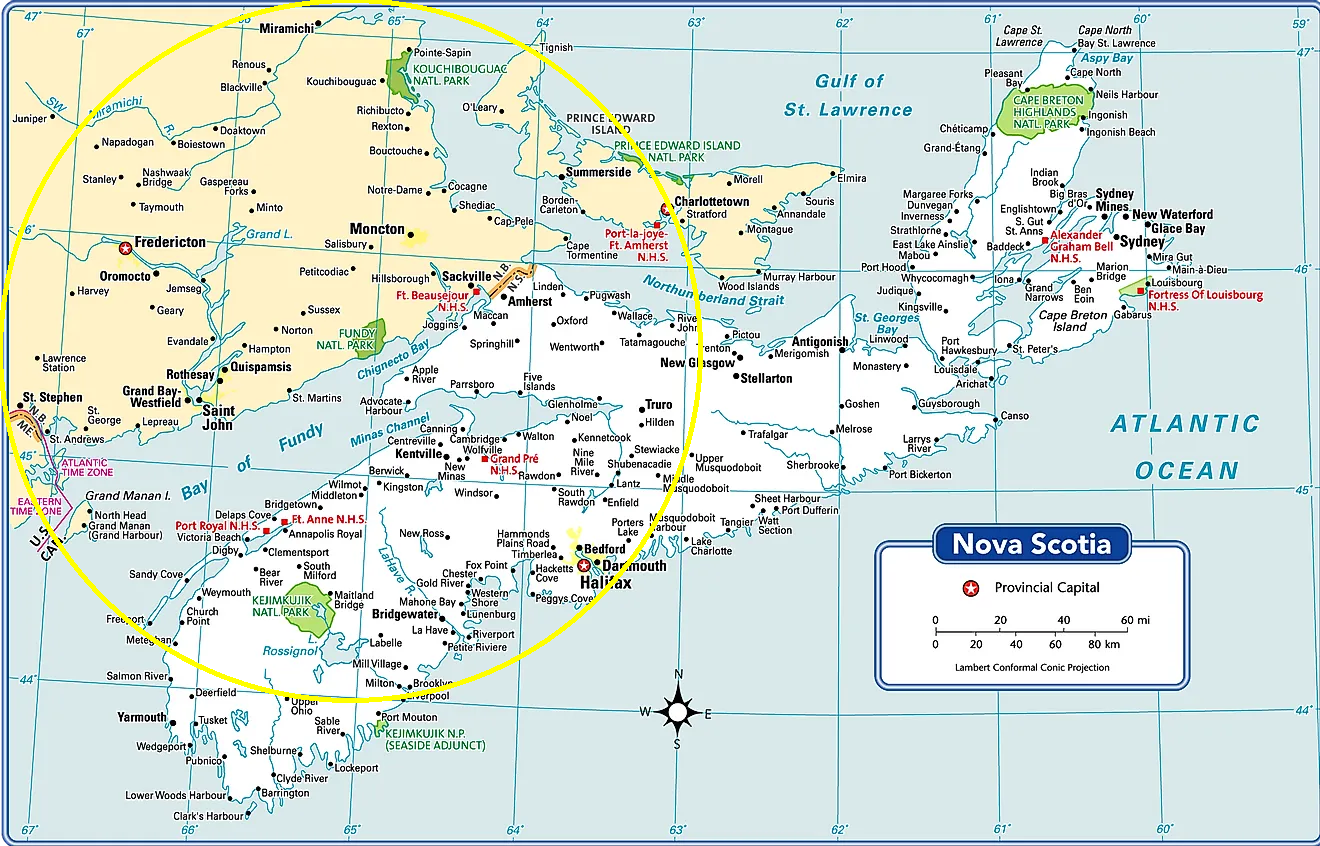 47°
66°
65°
64°
63°
62°
61°
60°
59°
67°
47°
Miramichi
Tignish
Cape St.
Lawrence
Cape North
Bay St. Lawrence
Aspy Bay
Pointe-Sapin
KOUCHIBOUGUAC
NATL. PARK
Renous
Blackville
Kouchibouguac
Gulf of
St. Lawrence
Pleasant
Bay
Cape North
Neils Harbour
CAPE BRETON
HIGHLANDS
NATL. PARK
Ingonish
Ingonish Beach
SW
Miramichi
R.
Juniper
O'Leary
Richibucto
Rexton
PRINCE EDWARD
ISLAND
Doaktown
Boiestown
Napadogan
Chéticamp
Grand-Étang
Bouctouche
PRINCE EDWARD ISLAND
NATL. PARK
Stanley
Nashwaak
Bridge
Gaspereau
Forks
Summerside
Morell
Elmira
Indian
Brook
Notre-Dame
Cocagne
Borden-
Carleton
Charlottetown
Stratford
Souris
Annandale
Margaree Forks
Dunvegan
Inverness
Big Bras
d'Or
Sydney
Mines
New Waterford
Glace Bay
Taymouth
Minto
Shediac
Cap-Pele
Englishtown
S. Gut
St. Anns
Strathlorne
East Lake Ainslie
Baddeck
Mabou
Alexander
Graham Bell
N.H.S.
Sydney
Grand L.
Moncton
Salisbury
Port-la-joye-
Ft. Amherst
N.H.S.
Montague
Fredericton
Cape
Tormentine
Mira Gut
Main-à-Dieu
Oromocto
Jemseg
Petitcodiac
Hillsborough
Sackville
N.B.
N.S.
Northumberland Strait
Murray Harbour
Wood Islands
46°
Port Hood
Whycocomagh
Iona
Marion
Bridge
Louisbourg
Fortress Of Louisbourg
N.H.S.
Harvey
Geary
Ft. Beausejour
N.H.S.
Amherst
Linden
Pugwash
Judique
Kingsville
Grand
Narrows
Ben
Eoin
Gabarus
Cape Breton
Island
Sussex
Norton
Joggins
Maccan
Oxford
Wallace
River
John
Pictou
St. Georges
Bay
Linwood
FUNDY
NATL. PARK
Evandale
Hampton
Springhill
Wentworth
Tatamagouche
Trenton
Merigomish
Antigonish
Port
Hawkesbury
St. Peter's
Lawrence
Station
Rothesay
Quispamsis
Chignecto Bay
New Glasgow
Stellarton
Monastery
Louisdale
Arichat
Grand Bay-
Westfield
Saint
John
St. Martins
Apple
River
Parrsboro
Five
Islands
St. Stephen
N.B.
ME.
St.
George
Lepreau
St. Andrews
Advocate
Harbour
Glenholme
Truro
Hilden
Goshen
Guysborough
Canso
Bay
of
Fundy
Minas Channel
Noel
Canning
Cambridge
Walton
Kennetcook
Trafalgar
Melrose
Larrys
River
ATLANTIC
OCEAN
45°
ATLANTIC
TIME ZONE
EASTERN
TIME ZONE
Centreville
Kentville
Wolfville
New
Minas
Grand Pré
N.H.S.
Nine
Mile
River
Stewiacke
Shubenacadie
Upper
Musquodoboit
Sherbrooke
Port Bickerton
Grand Manan I.
Berwick
Rawdon
Lantz
Middle
Musquodoboit
45°
Wilmot
Middleton
Kingston
Windsor
South
Rawdon
Enfield
Sheet Harbour
Port Dufferin
North Head
Grand Manan
(Grand Harbour)
U.S.
CAN.
Bridgetown
Delaps Cove
Port Royal N.H.S.
Ft. Anne N.H.S.
Victoria Beach
Annapolis Royal
Porters
Lake
Musquodoboit
Harbour
Tangier
Watt
Section
New Ross
Hammonds
Plains Road
Timberlea
Bedford
Lake
Charlotte
Digby
Clementsport
LaHave R.
Dartmouth
Halifax
Sandy Cove
Bear
River
South
Milford
Fox Point
Chester
Gold River
Hacketts
Cove
Peggys Cove
Weymouth
KEJIMKUJIK
NATL. PARK
Maitland
Bridge
Western
Shore
Mahone Bay
Lunenburg
Freeport
Church
Point
Bridgewater
La Have
Riverport
Petite Riviere
Meteghan
L.
Rossignol
Labelle
Mill Village
44°
Salmon River
Milton
Brooklyn
Liverpool
Deerfield
Upper
Ohio
Port Mouton
Yarmouth
Tusket
Sable
River
KEJIMKUJIK N.P.
(SEASIDE ADJUNCT)
Wedgeport
Pubnico
Shelburne
Lockeport
Clyde River
Lower Woods Harbour
Barrington
Clark's Harbour
N
W
E
S
44°
Nova Scotia
Provincial Capital
0 20 40 60 mi
0 20 40 60 80 km
Lambert Conformal Conic Projection
67°
66°
65°
64°
63°
62°
61°
60°